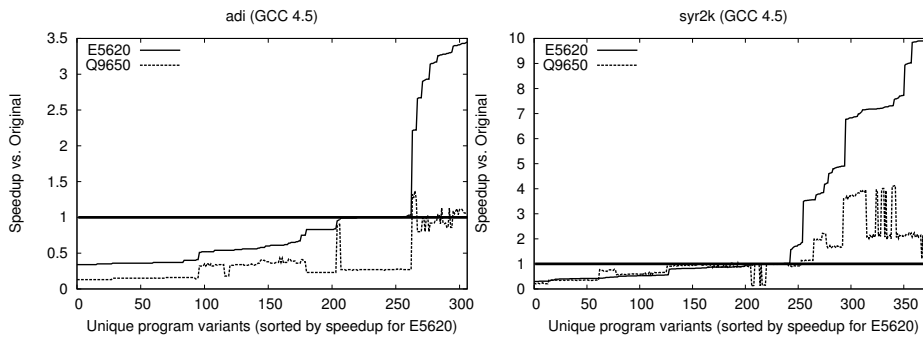 adi (GCC 4.5)
Speedup vs. Original
3.5
3
2.5
2
1.5
1
0.5
0
E5620
Q9650
0 50 100 150 200 250 300
Unique program variants (sorted by speedup for E5620)
syr2k (GCC 4.5)
Speedup vs. Original
10
9
8
7
6
5
4
3
2
1
0
E5620
Q9650
0 50 100 150 200 250 300 350
Unique program variants (sorted by speedup for E5620)